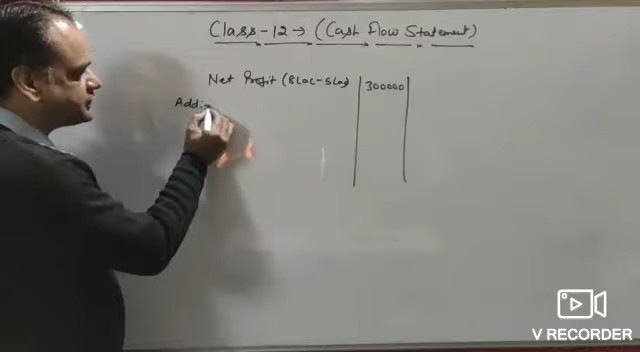 Class-12→ (Cash Flow Statement)
Net Profit (8Lac-5Lac) 300000
Add:-
V RECORDER